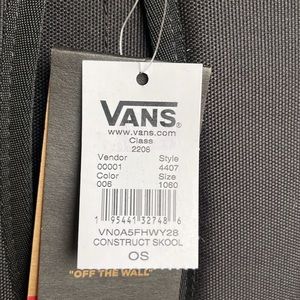 VANS®
www.vans.com
Class
2206
Vendor Style
00001 4407
Color Size
006 1060
1 95441 32748 6
VN0A5FHWY28
CONSTRUCT SKOOL
OS
"OFF THE WALL"